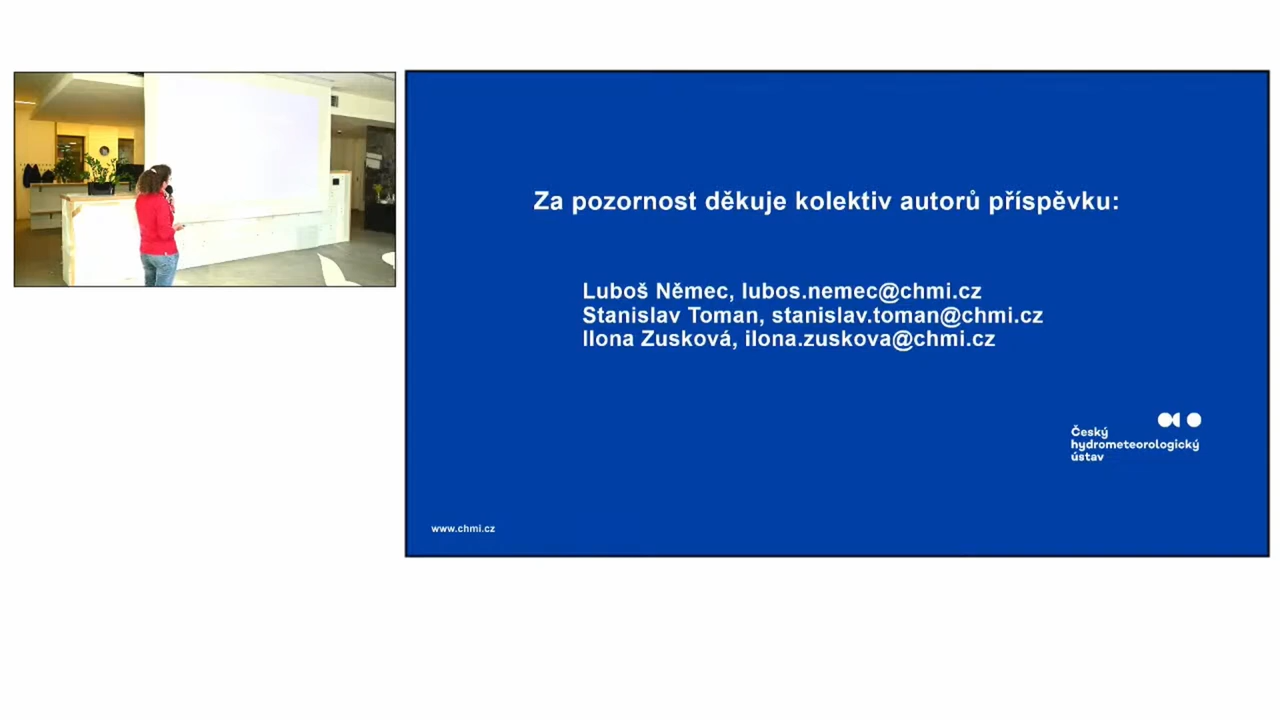 Za pozornost děkuje kolektiv autorů příspěvku:
Luboš Němec, lubos.nemec@chmi.cz
Stanislav Toman, stanislav.toman@chmi.cz
Ilona Zusková, ilona.zuskova@chmi.cz
Český
hydrometeorologický
ústav
www.chmi.cz